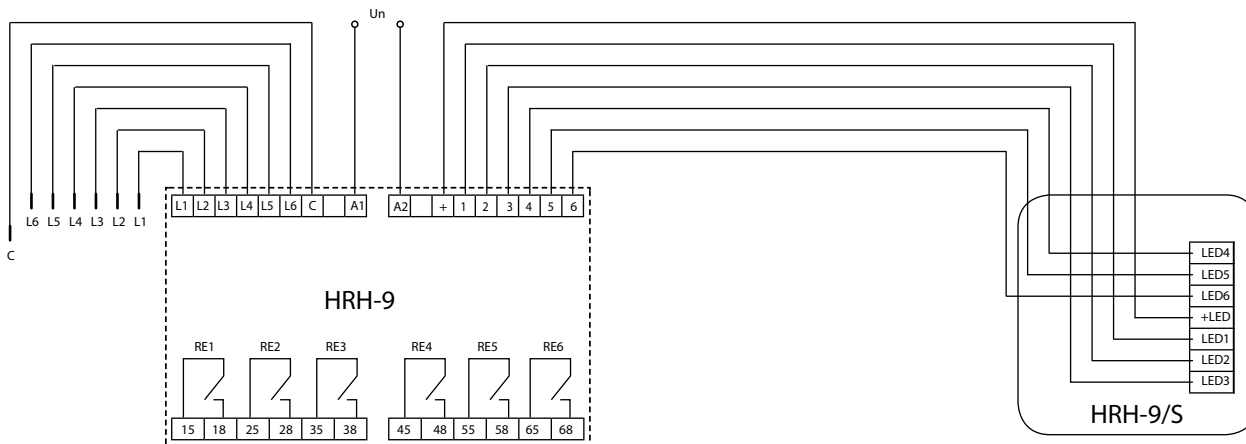 Un
L6 L5 L4 L3 L2 L1
C
L1 L2 L3 L4 L5 L6 C A1
A2 + 1 2 3 4 5 6
HRH-9
RE1 RE2 RE3 RE4 RE5 RE6
15 18 25 28 35 38
45 48 55 58 65 68
LED4
LED5
LED6
+LED
LED1
LED2
LED3
HRH-9/S